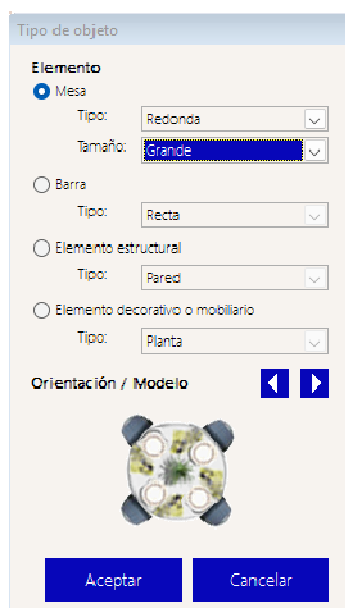 Tipo de objeto
Elemento
Mesa
Tipo: Redonda
Tamaño: Grande
Barra
Tipo: Recta
Elemento estructural
Tipo: Pared
Elemento decorativo o mobiliario
Tipo: Planta
Orientación / Modelo
Aceptar Cancelar